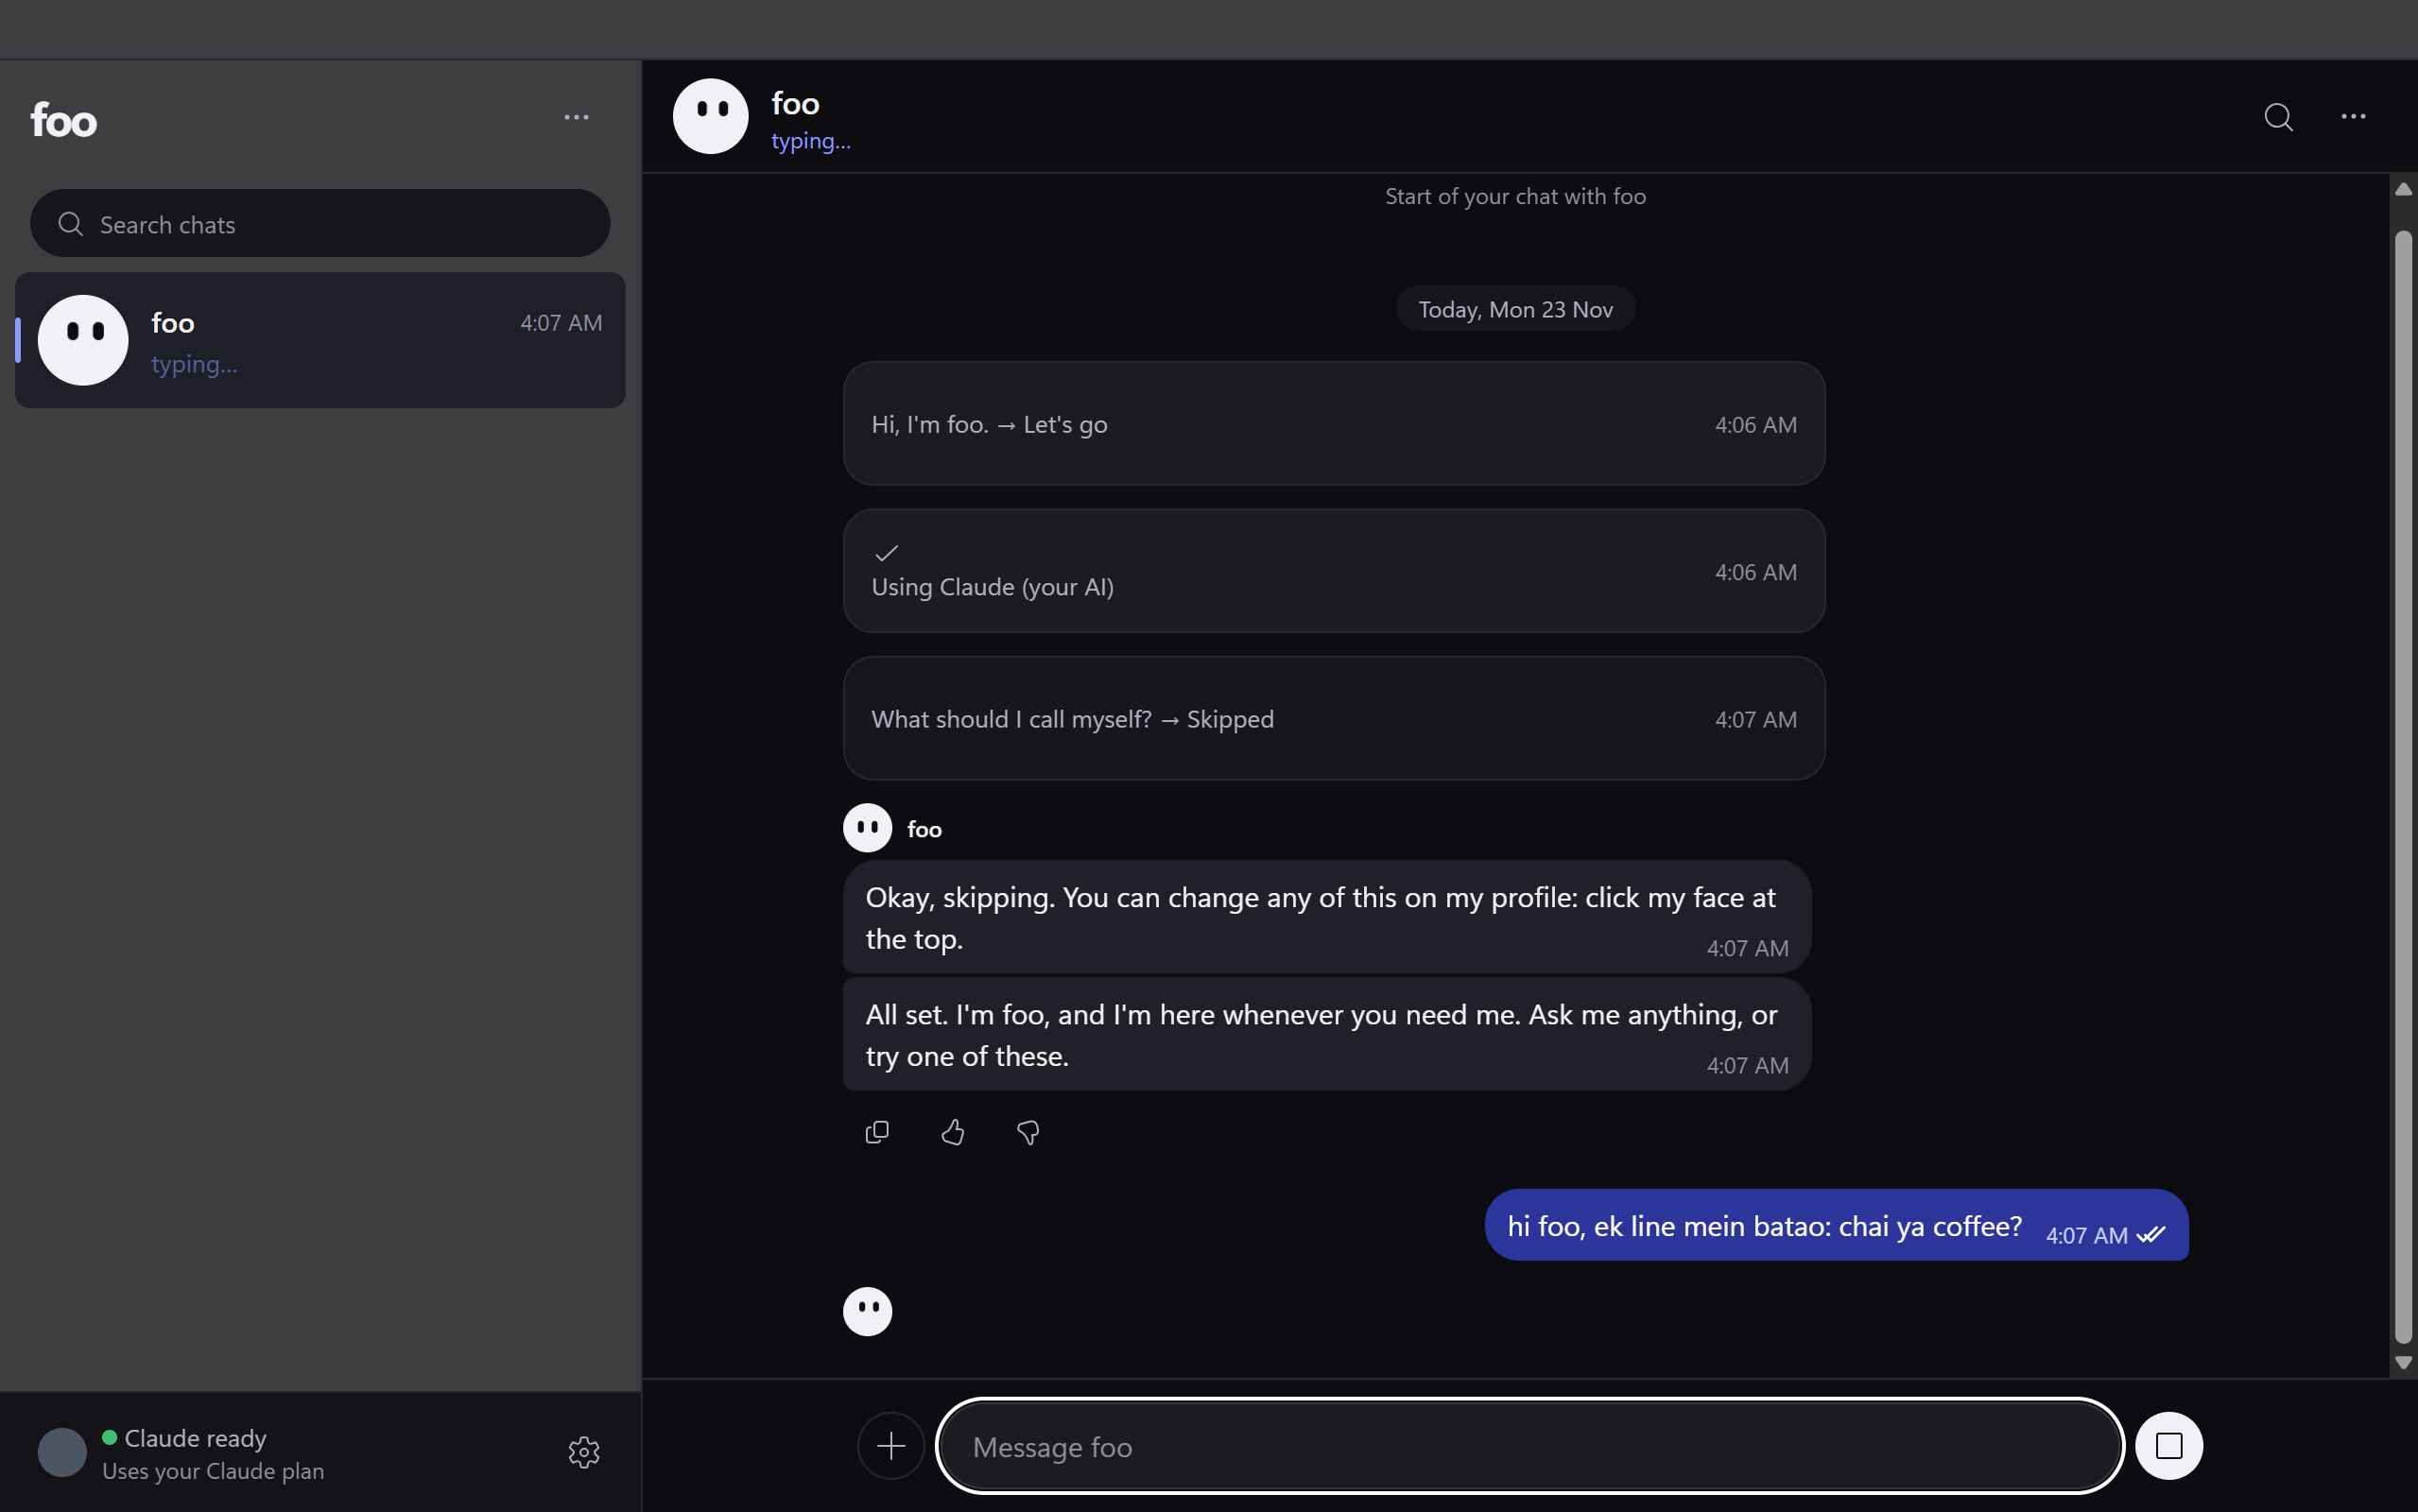 foo
Search chats
foo
4:07 AM
typing...
Claude ready
Uses your Claude plan
foo
typing...
Start of your chat with foo
Today, Mon 23 Nov
Hi, I'm foo. → Let's go
4:06 AM
Using Claude (your AI)
4:06 AM
What should I call myself? → Skipped
4:07 AM
foo
Okay, skipping. You can change any of this on my profile: click my face at
the top.
4:07 AM
All set. I'm foo, and I'm here whenever you need me. Ask me anything, or
try one of these.
4:07 AM
hi foo, ek line mein batao: chai ya coffee?
4:07 AM
Message foo